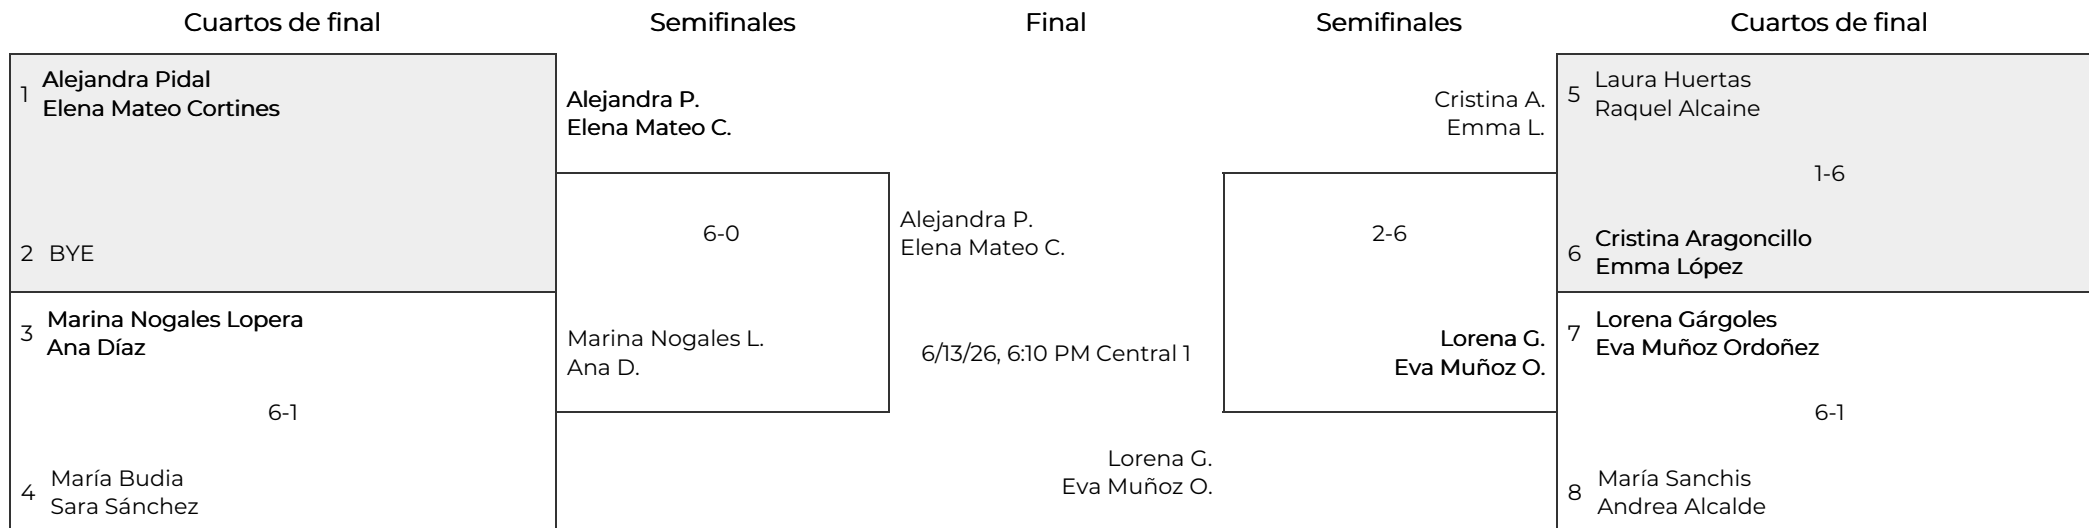 Cuartos de final
Semifinales
Final
Semifinales
Cuartos de final
1
Alejandra Pidal
Elena Mateo Cortines
2 BYE
3
Marina Nogales Lopera
Ana Díaz
6-1
4
María Budia
Sara Sánchez
Alejandra P.
Elena Mateo C.
6-0
Marina Nogales L.
Ana D.
Alejandra P.
Elena Mateo C.
6/13/26, 6:10 PM Central 1
Lorena G.
Eva Muñoz O.
Cristina A.
Emma L.
2-6
Lorena G.
Eva Muñoz O.
5
Laura Huertas
Raquel Alcaine
1-6
6
Cristina Aragoncillo
Emma López
7
Lorena Gárgoles
Eva Muñoz Ordoñez
6-1
8
María Sanchis
Andrea Alcalde